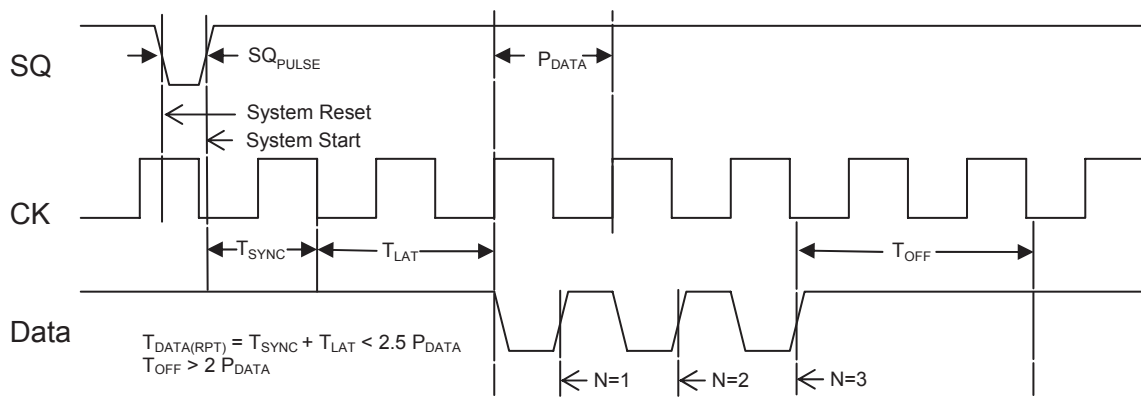 SQ
SQPULSE
PDATA
System Reset
System Start
CK
TSYNC
TLAT
TOFF
Data
TDATA(RPT) = TSYNC + TLAT < 2.5 PDATA
TOFF > 2 PDATA
N=1
N=2
N=3